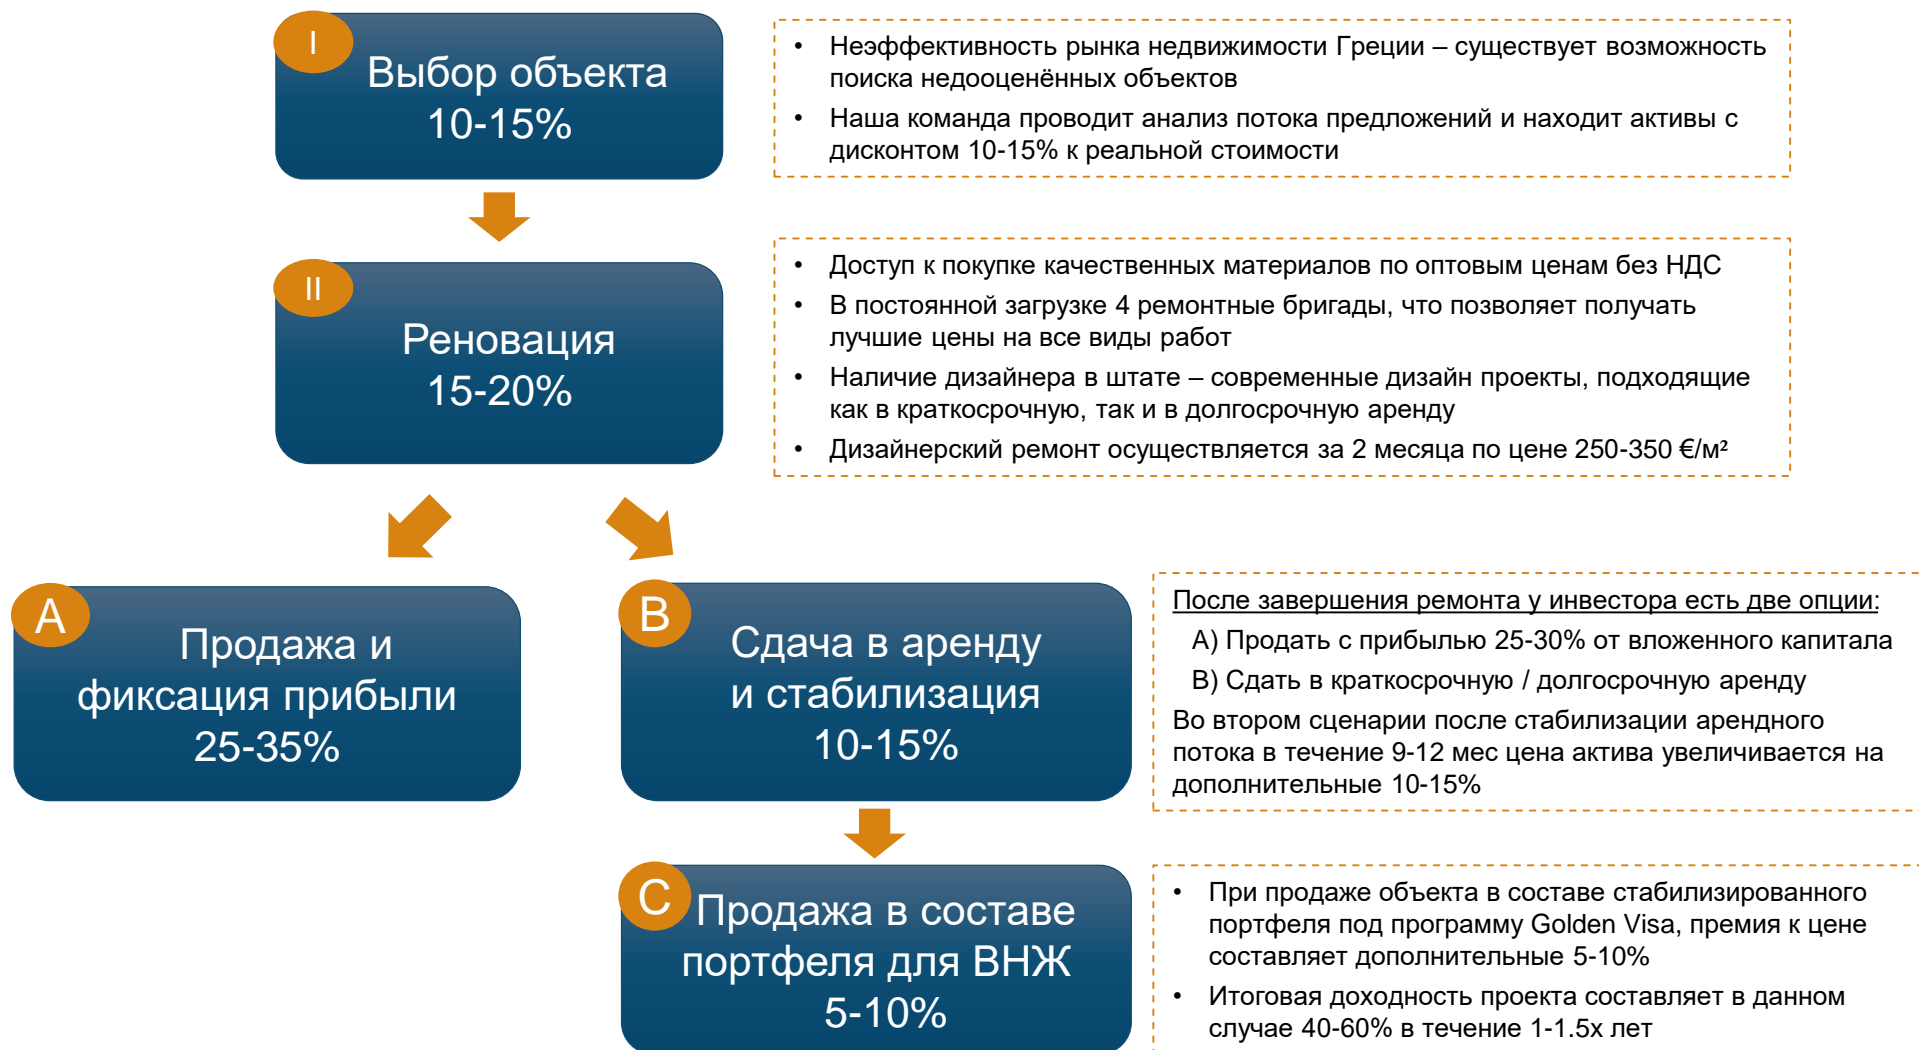 I
Выбор объекта
10-15%
• Неэффективность рынка недвижимости Греции – существует возможность
поиска недооценённых объектов
• Наша команда проводит анализ потока предложений и находит активы с
дисконтом 10-15% к реальной стоимости
II
Реновация
15-20%
• Доступ к покупке качественных материалов по оптовым ценам без НДС
• В постоянной загрузке 4 ремонтные бригады, что позволяет получать
лучшие цены на все виды работ
• Наличие дизайнера в штате – современные дизайн проекты, подходящие
как в краткосрочную, так и в долгосрочную аренду
• Дизайнерский ремонт осуществляется за 2 месяца по цене 250-350 €/м²
A
Продажа и
фиксация прибыли
25-35%
B
Сдача в аренду
и стабилизация
10-15%
После завершения ремонта у инвестора есть две опции:
A) Продать с прибылью 25-30% от вложенного капитала
B) Сдать в краткосрочную / долгосрочную аренду
Во втором сценарии после стабилизации арендного
потока в течение 9-12 мес цена актива увеличивается на
дополнительные 10-15%
C
Продажа в составе
портфеля для ВНЖ
5-10%
• При продаже объекта в составе стабилизированного
портфеля под программу Golden Visa, премия к цене
составляет дополнительные 5-10%
• Итоговая доходность проекта составляет в данном
случае 40-60% в течение 1-1.5х лет